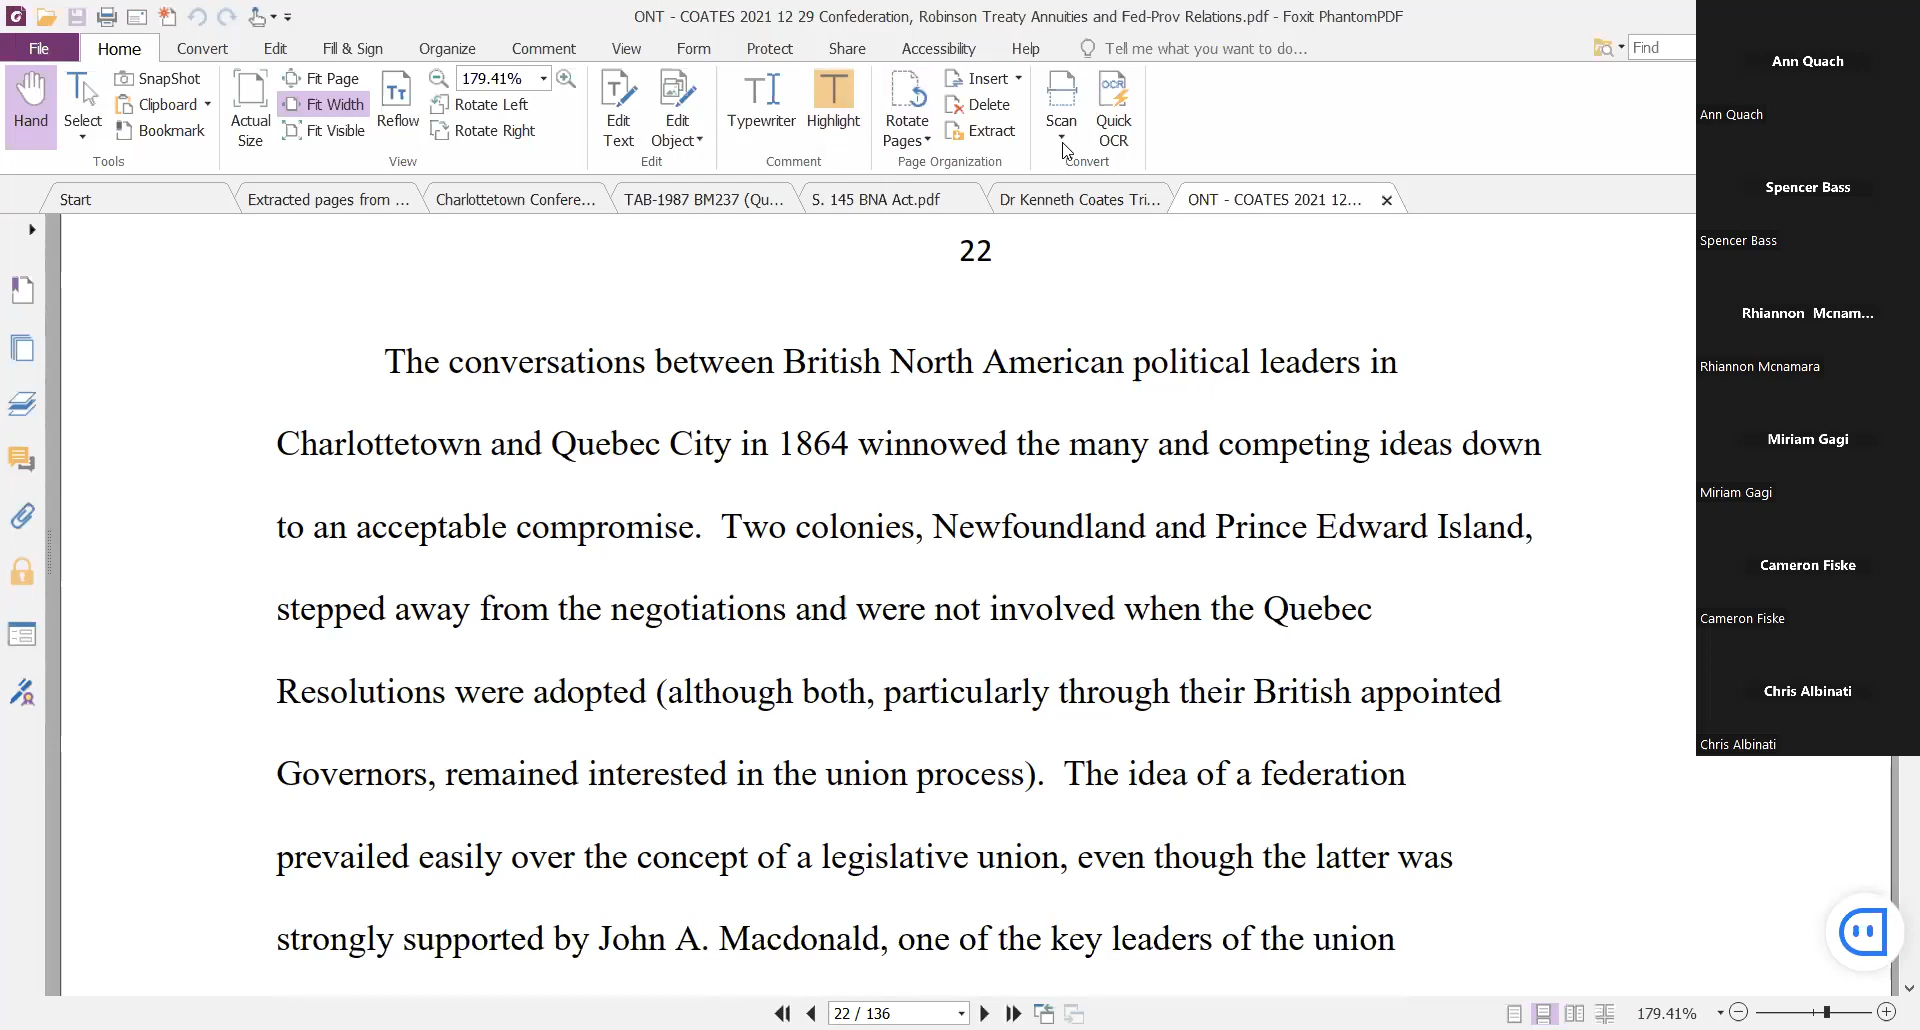 ONT - COATES 2021 12 29 Confederation, Robinson Treaty Annuities and Fed-Prov Relations.pdf - Foxit PhantomPDF
File Home Convert Edit Fill & Sign Organize Comment View Form Protect Share Accessibility Help Tell me what you want to do... Find
Hand
Select
SnapShot
Clipboard
Bookmark
Tools
Actual Size
Fit Page
Fit Width
Fit Visible
Reflow
179.41%
Rotate Left
Rotate Right
View
Edit Text
Edit Object
Edit
Typewriter
Highlight
Comment
Rotate Pages
Insert
Delete
Extract
Page Organization
Scan
Quick OCR
Convert
Start
Extracted pages from ...
Charlottetown Confere...
TAB-1987 BM237 (Qu...
S. 145 BNA Act.pdf
Dr Kenneth Coates Tri...
ONT - COATES 2021 12...
22
The conversations between British North American political leaders in
Charlottetown and Quebec City in 1864 winnowed the many and competing ideas down
to an acceptable compromise.  Two colonies, Newfoundland and Prince Edward Island,
stepped away from the negotiations and were not involved when the Quebec
Resolutions were adopted (although both, particularly through their British appointed
Governors, remained interested in the union process).  The idea of a federation
prevailed easily over the concept of a legislative union, even though the latter was
strongly supported by John A. Macdonald, one of the key leaders of the union
Ann Quach
Ann Quach
Spencer Bass
Spencer Bass
Rhiannon Mcnam...
Rhiannon Mcnamara
Miriam Gagi
Miriam Gagi
Cameron Fiske
Cameron Fiske
Chris Albinati
Chris Albinati
22 / 136
179.41%